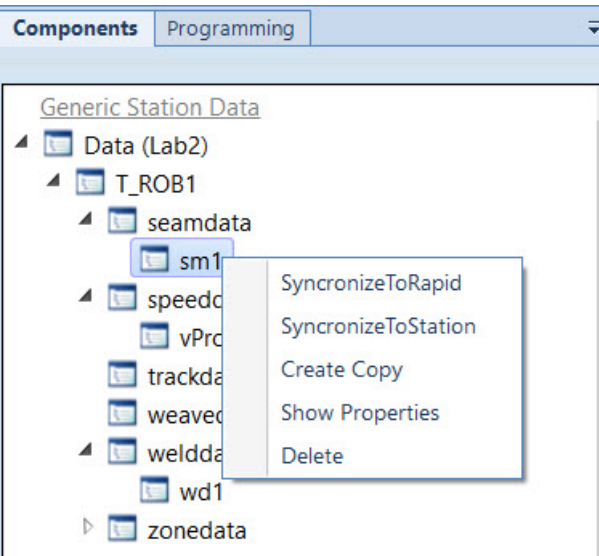 Components Programming
Generic Station Data
Data (Lab2)
T_ROB1
seamdata
sm1
SyncronizeToRapid
SyncronizeToStation
Create Copy
Show Properties
Delete
vPrc
trackda
weldda
wd1
zonedata